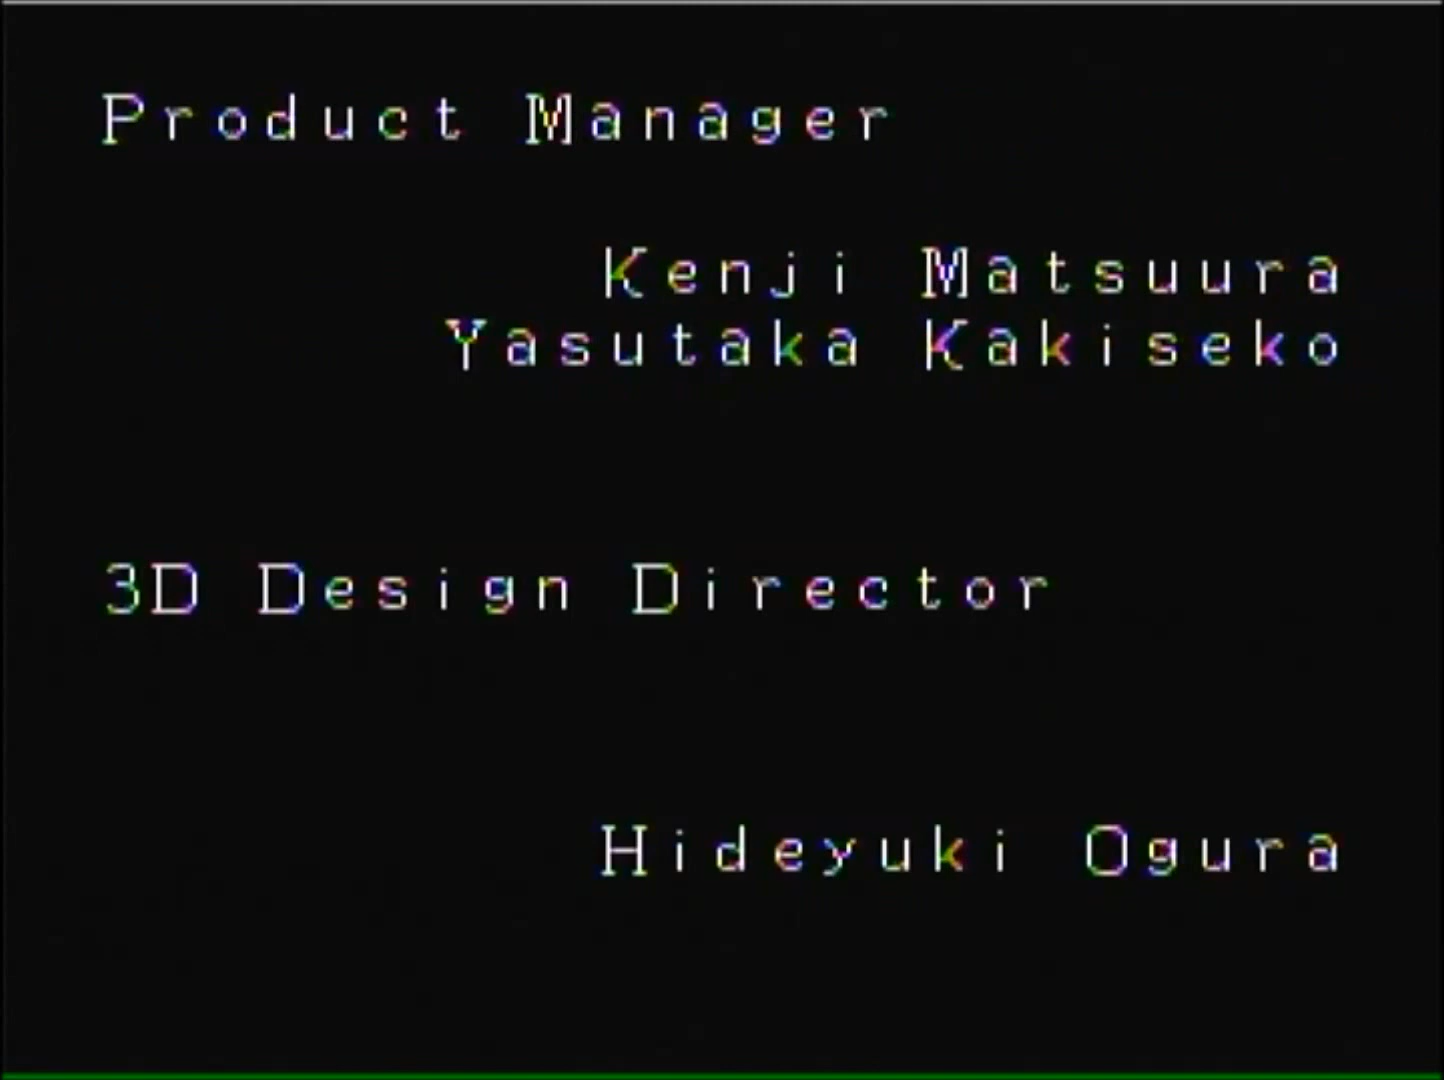 Product Manager
Kenji Matsuura
Yasutaka Kakiseko
3D Design Director
Hideyuki Ogura